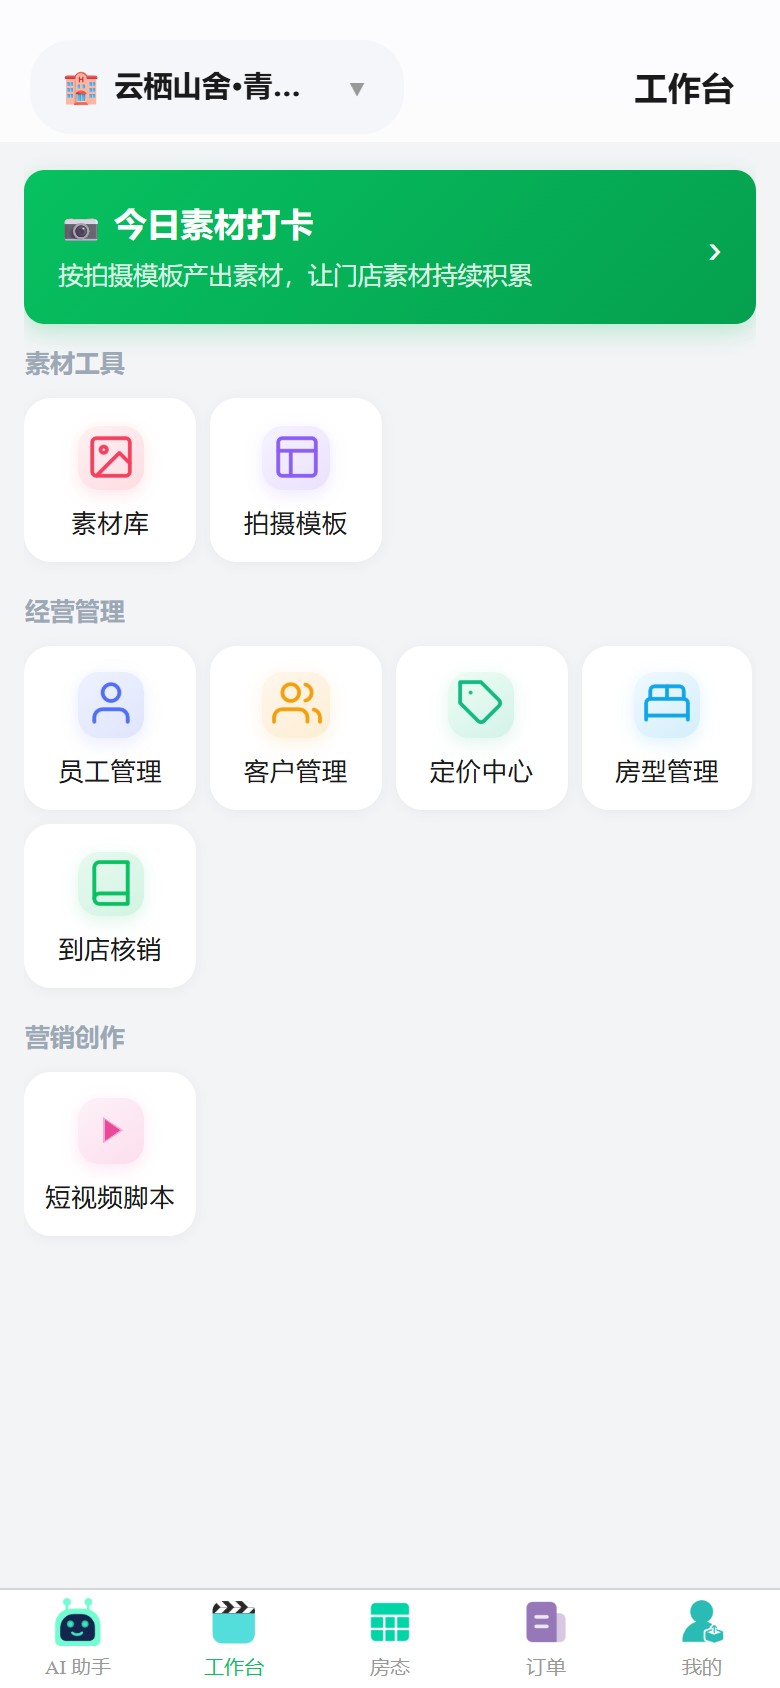 云栖山舍·青...
工作台
今日素材打卡
按拍摄模板产出素材，让门店素材持续积累
素材工具
素材库
拍摄模板
经营管理
员工管理
客户管理
定价中心
房型管理
到店核销
营销创作
短视频脚本
AI 助手
工作台
房态
订单
我的